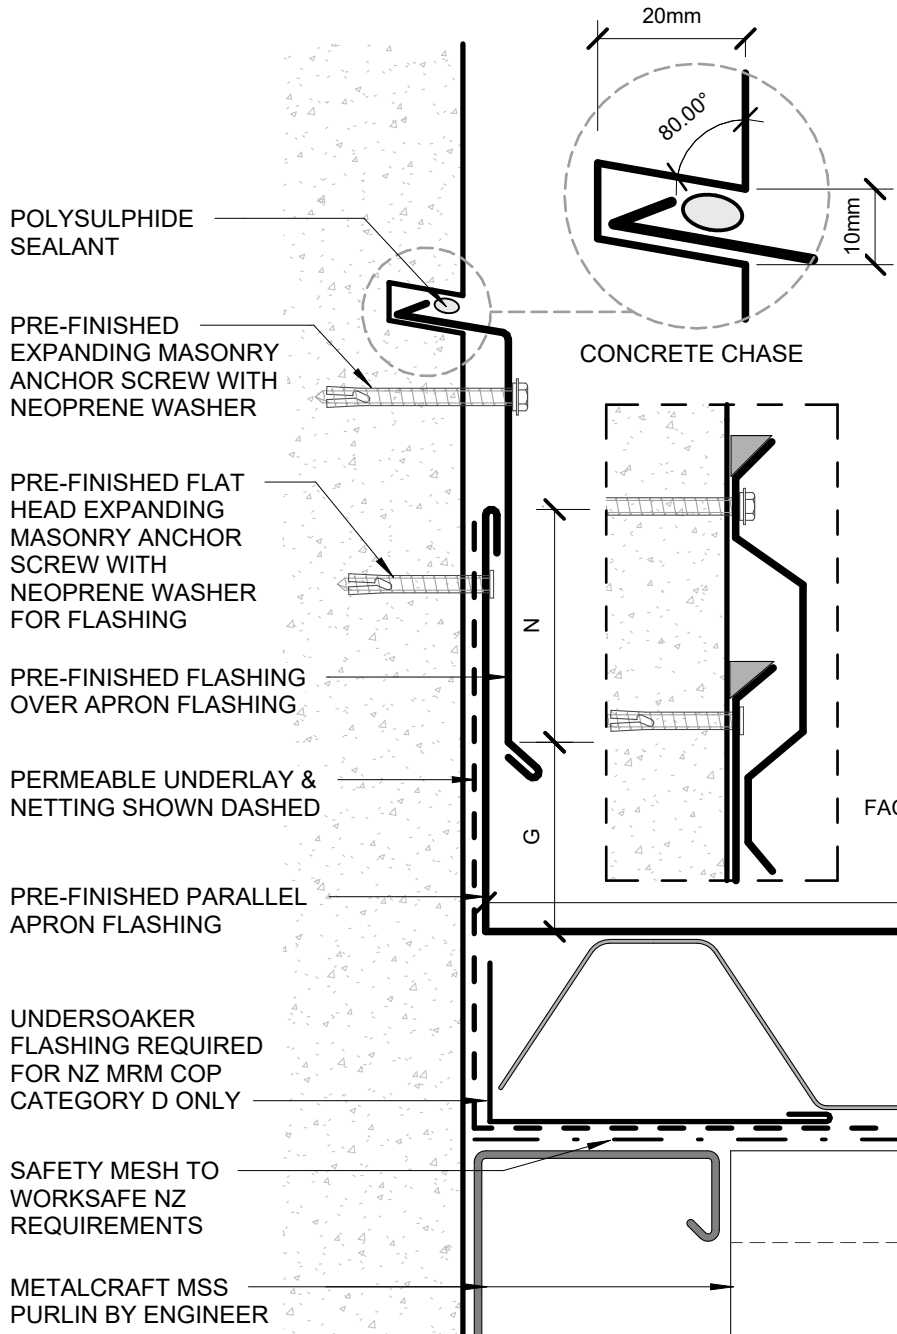 20mm
80.00°
10mm
CONCRETE CHASE
POLYSULPHIDE
SEALANT
PRE-FINISHED
EXPANDING MASONRY
ANCHOR SCREW WITH
NEOPRENE WASHER
PRE-FINISHED FLAT
HEAD EXPANDING
MASONRY ANCHOR
SCREW WITH
NEOPRENE WASHER
FOR FLASHING
N
PRE-FINISHED FLASHING
OVER APRON FLASHING
PERMEABLE UNDERLAY &
NETTING SHOWN DASHED
G
FAC
PRE-FINISHED PARALLEL
APRON FLASHING
UNDERSOAKER
FLASHING REQUIRED
FOR NZ MRM COP
CATEGORY D ONLY
SAFETY MESH TO
WORKSAFE NZ
REQUIREMENTS
METALCRAFT MSS
PURLIN BY ENGINEER